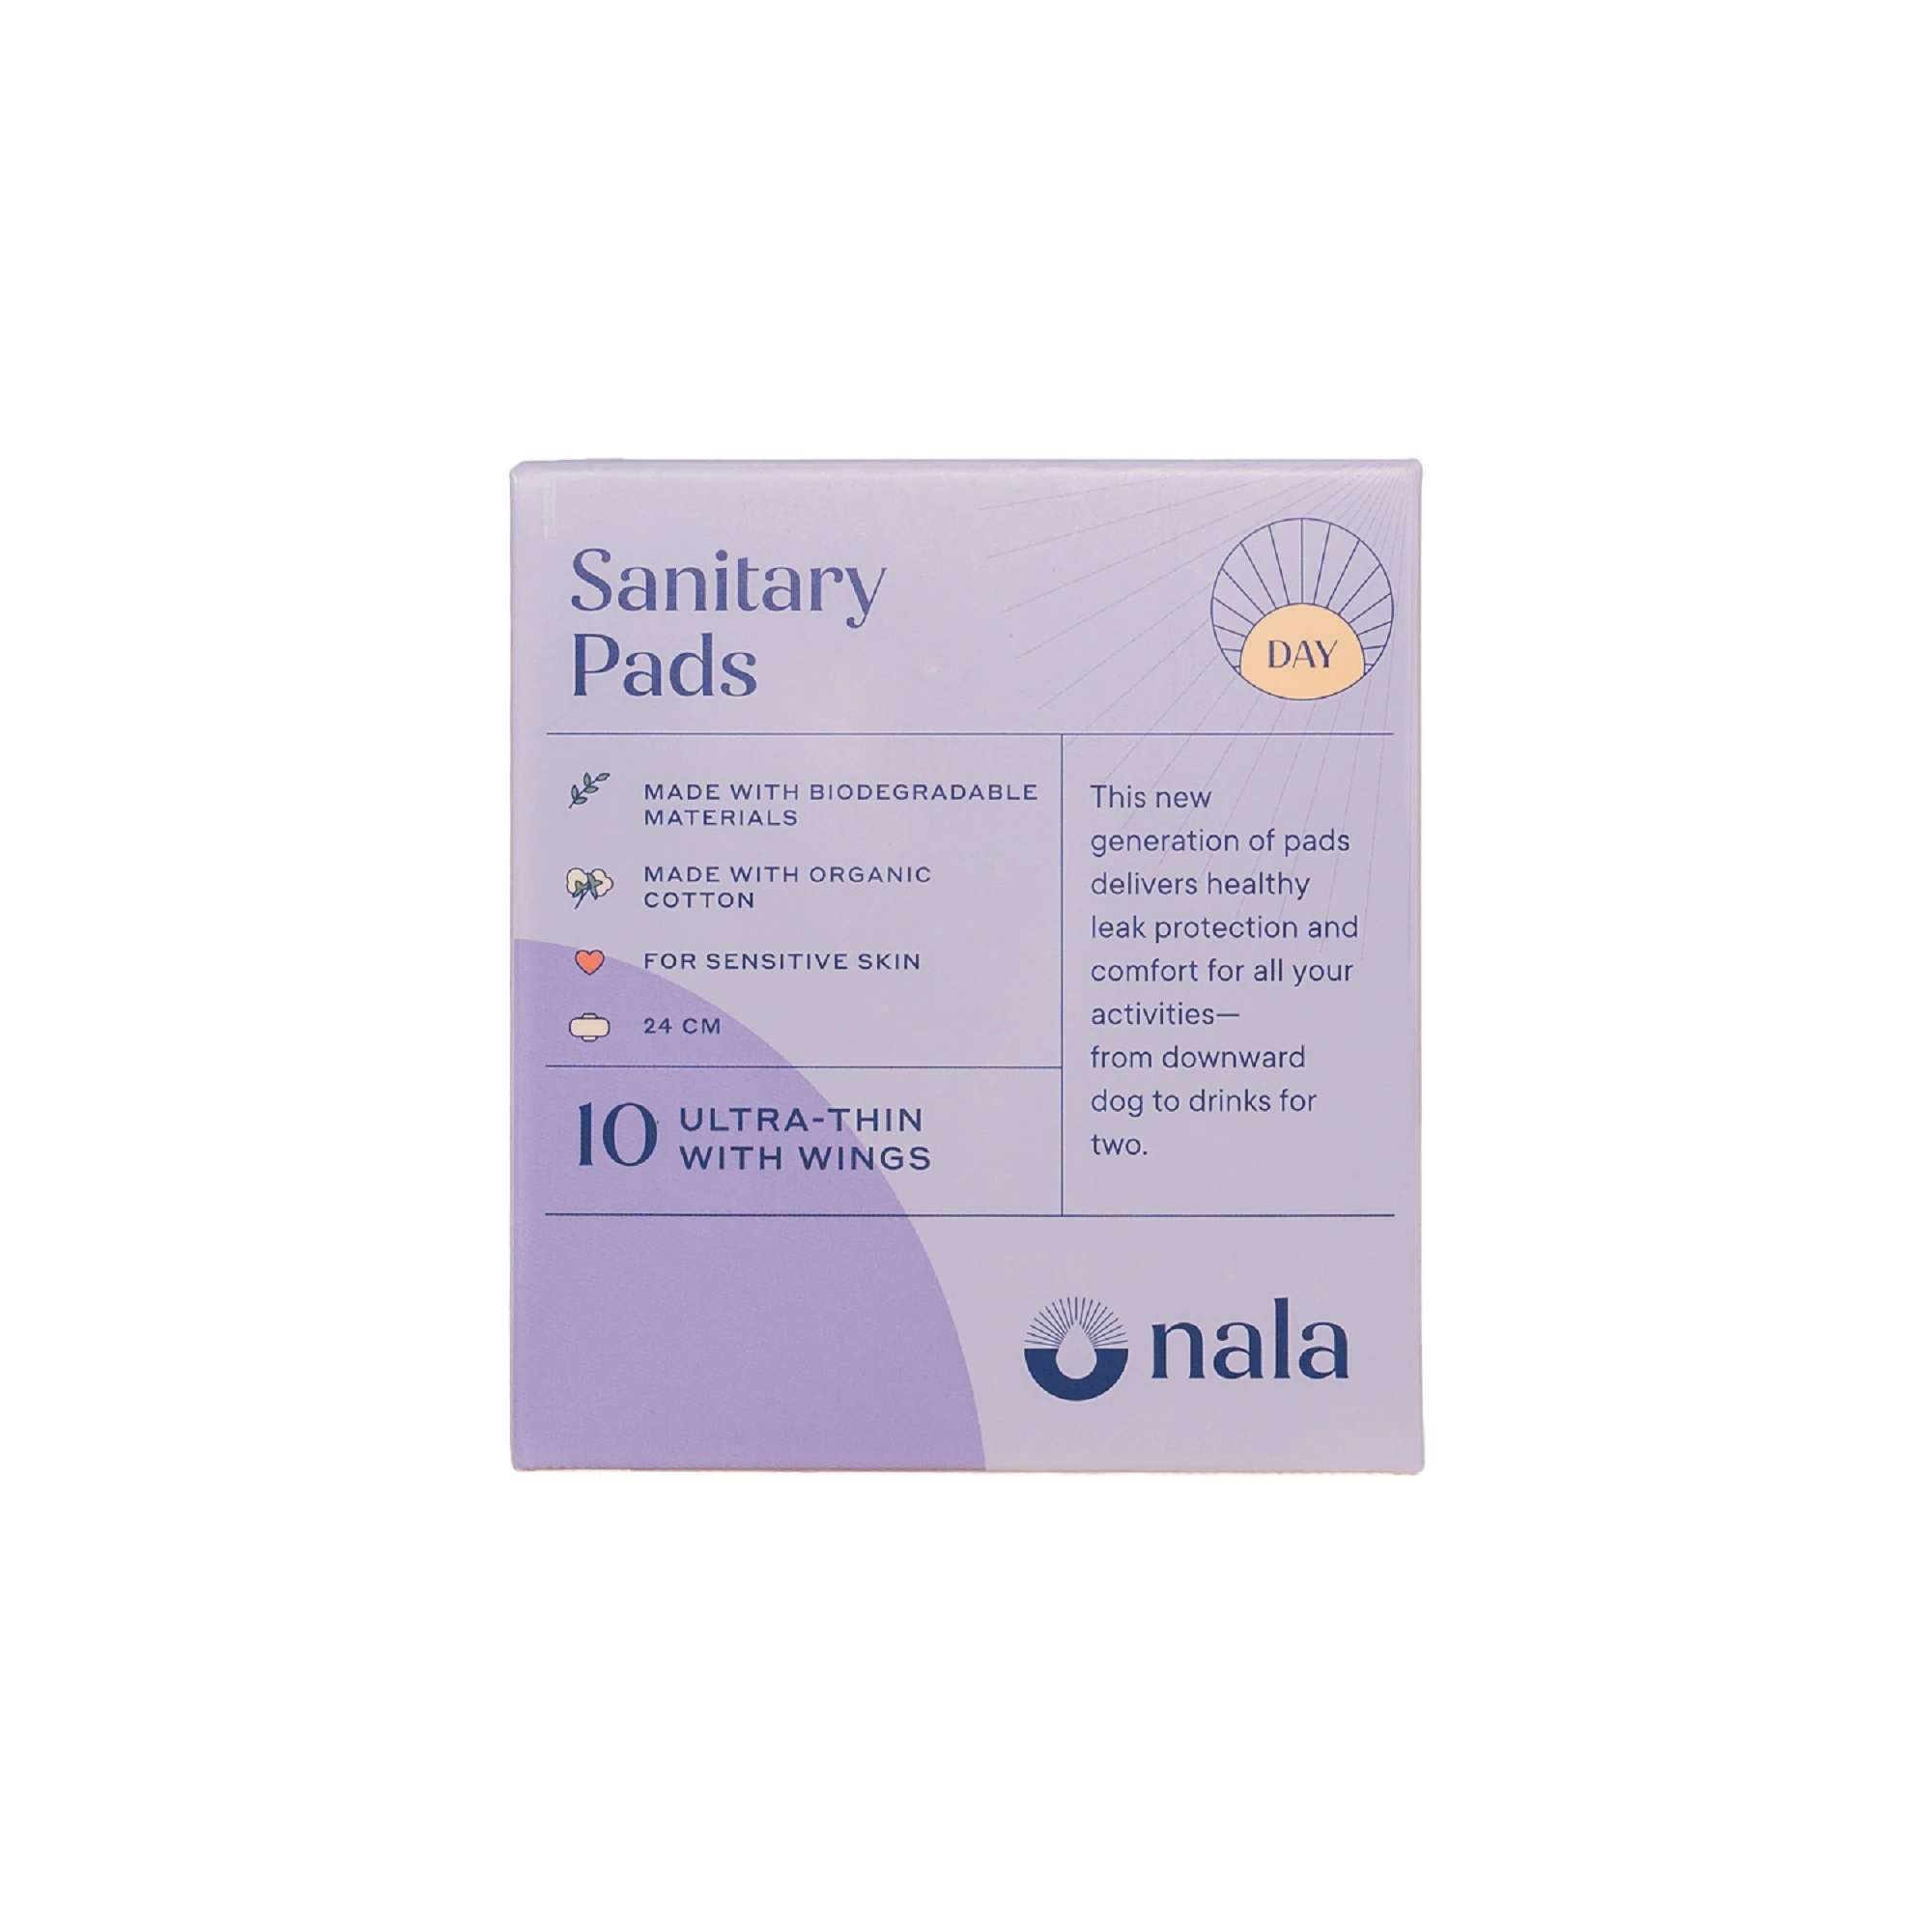 Sanitary
Pads
DAY
MADE WITH BIODEGRADABLE
MATERIALS
MADE WITH ORGANIC
COTTON
FOR SENSITIVE SKIN
24 CM
10 ULTRA-THIN
WITH WINGS
This new
generation of pads
delivers healthy
leak protection and
comfort for all your
activities—
from downward
dog to drinks for
two.
nala